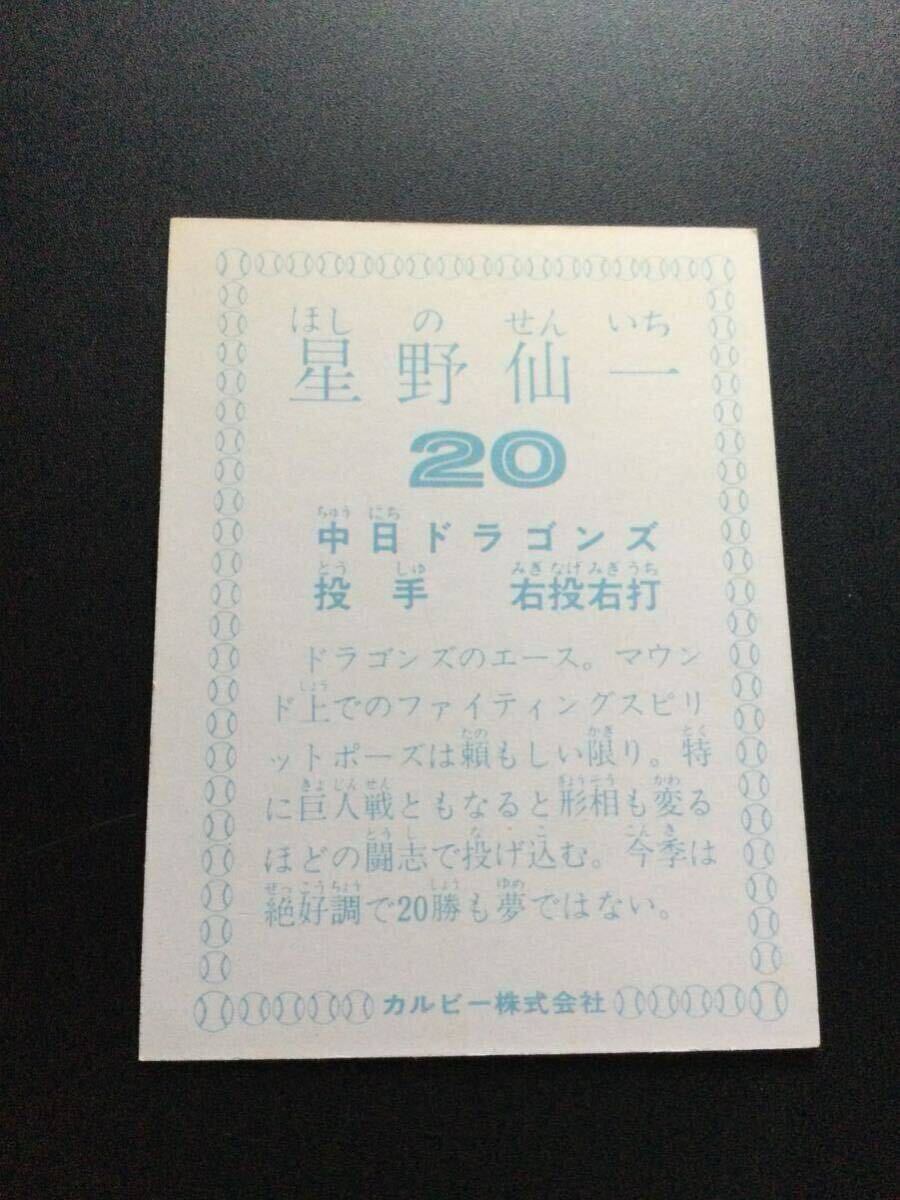 ほし の せん いち
星野仙一
20
ちゅう にち
中日ドラゴンズ
とう しゅ みぎ なげ みぎ うち
投手 右投右打
ドラゴンズのエース。マウン
しょう
ド上でのファイティングスピリ
たの かぎ とく
ットポーズは頼もしい限り。特
きょ じん せん ぎょうそう かわ
に巨人戦ともなると形相も変る
とう し な こ こん き
ほどの闘志で投げ込む。今季は
ぜっこうちょう しょう ゆめ
絶好調で20勝も夢ではない。
カルビー株式会社